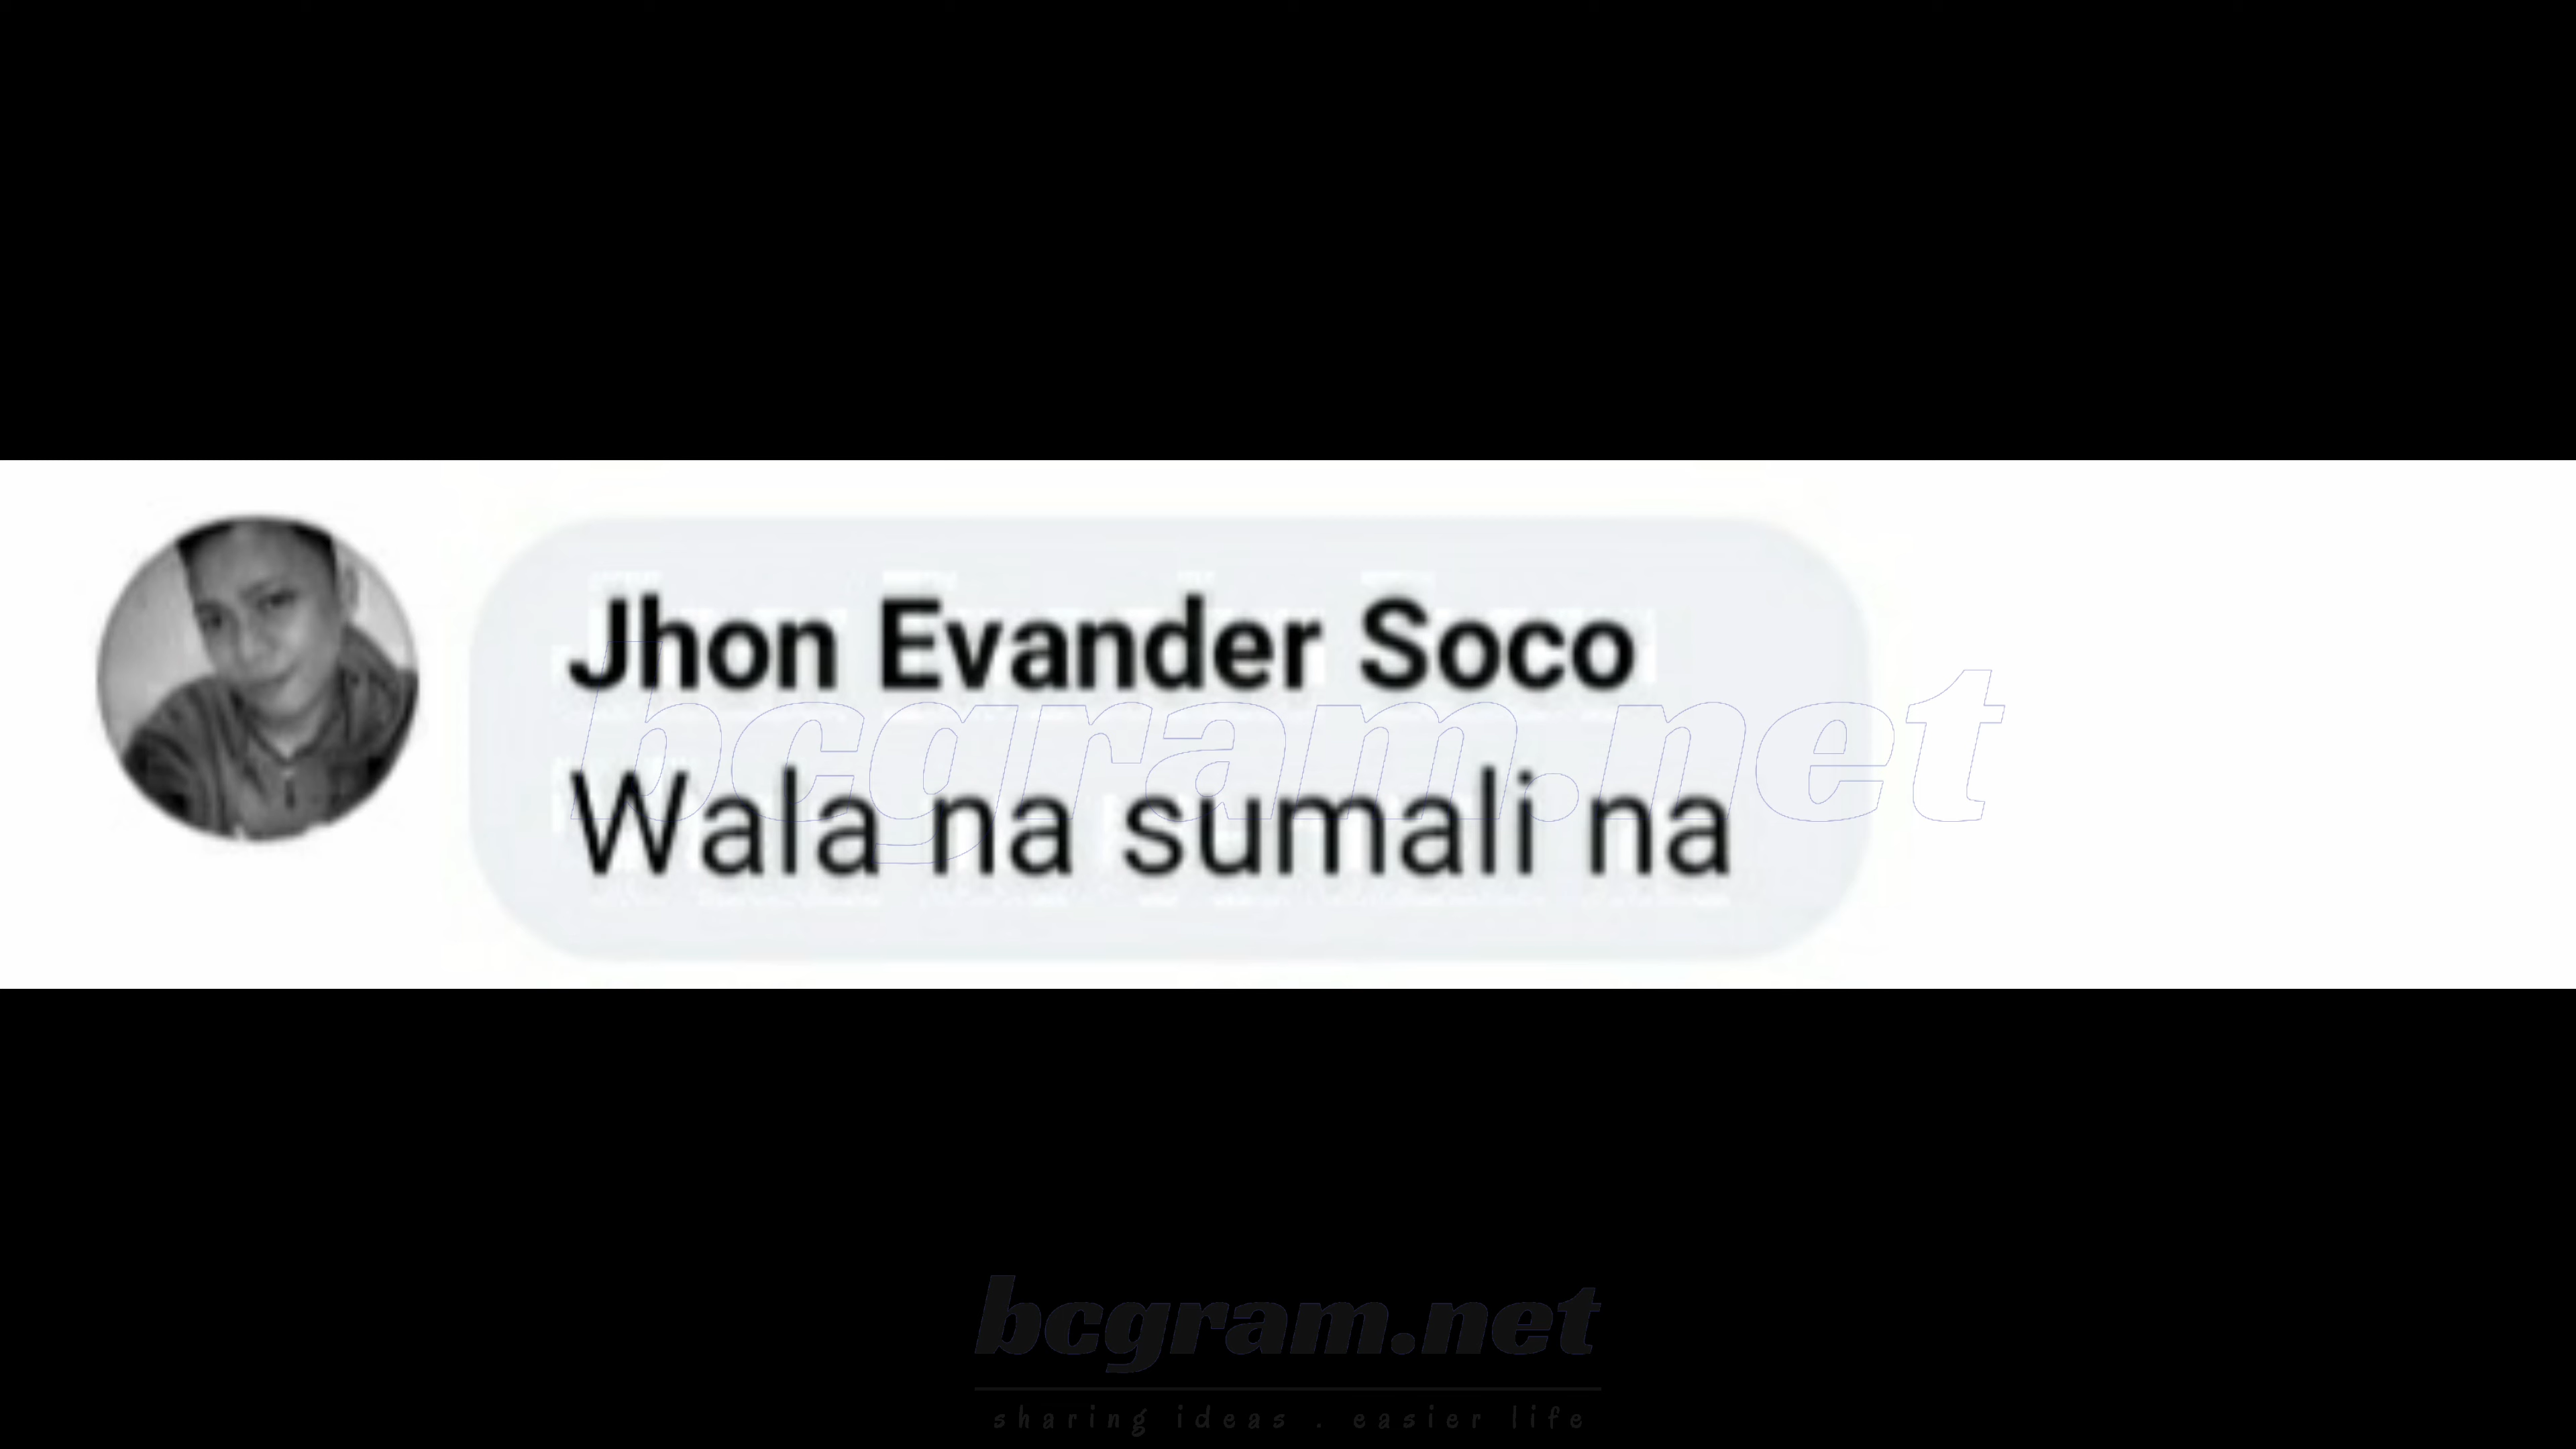 Jhon Evander Soco
bcgram.net
Wala na sumali na
bcgram.net
sharing ideas . easier life